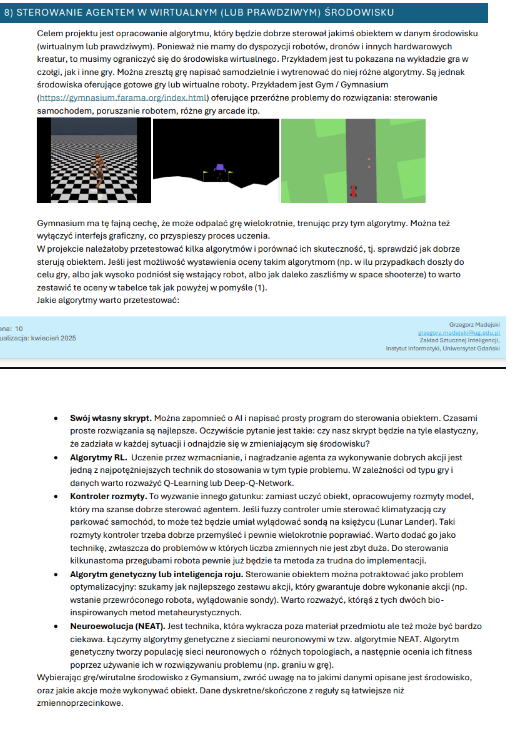 8) STEROWANIE AGENTEM W WIRTUALNYM (LUB PRAWDZIWYM) ŚRODOWISKU
Celem projektu jest opracowanie algorytmu, który będzie dobrze sterował jakimś obiektem w danym środowisku
(wirtualnym lub prawdziwym). Ponieważ nie mamy do dyspozycji robotów, dronów i innych hardwarowych
kreatur, to musimy ograniczyć się do środowiska wirtualnego. Przykładem jest tu pokazana na wykładzie gra w
czołgi, jak i inne gry. Można zresztą grę napisać samodzielnie i wytrenować do niej różne algorytmy. Są jednak
środowiska oferujące gotowe gry lub wirtualne roboty. Przykładem jest Gym / Gymnasium
(https://gymnasium.farama.org/index.html) oferujące przeróżne problemy do rozwiązania: sterowanie
samochodem, poruszanie robotem, różne gry arcade itp.
Gymnasium ma tę fajną cechę, że może odpalać grę wielokrotnie, trenując przy tym algorytmy. Można też
wyłączyć interfejs graficzny, co przyspieszy proces uczenia.
W projekcie należałoby przetestować kilka algorytmów i porównać ich skuteczność, tj. sprawdzić jak dobrze
sterują obiektem. Jeśli jest możliwość wystawienia oceny takim algorytmom (np. w ilu przypadkach doszły do
celu gry, albo jak wysoko podniósł się wstający robot, albo jak daleko zaszliśmy w space shooterze) to warto
zestawić te oceny w tabelce tak jak powyżej w pomyśle (1).
Jakie algorytmy warto przetestować:
ona: 10
ualizacja: kwiecień 2025
Grzegorz Madejski
grzegorz.madejski@ug.edu.pl
Zakład Sztucznej Inteligencji,
Instytut Informatyki, Uniwersytet Gdański
• Swój własny skrypt. Można zapomnieć o AI i napisać prosty program do sterowania obiektem. Czasami
proste rozwiązania są najlepsze. Oczywiście pytanie jest takie: czy nasz skrypt będzie na tyle elastyczny,
że zadziała w każdej sytuacji i odnajdzie się w zmieniającym się środowisku?
• Algorytmy RL. Uczenie przez wzmacnianie, i nagradzanie agenta za wykonywanie dobrych akcji jest
jedną z najpotężniejszych technik do stosowania w tym typie problemu. W zależności od typu gry i
danych warto rozważyć Q-Learning lub Deep-Q-Network.
• Kontroler rozmyty. To wyzwanie innego gatunku: zamiast uczyć obiekt, opracowujemy rozmyty model,
który ma szanse dobrze sterować agentem. Jeśli fuzzy controler umie sterować klimatyzacją czy
parkować samochód, to może też będzie umiał wylądować sondą na księżycu (Lunar Lander). Taki
rozmyty kontroler trzeba dobrze przemyśleć i pewnie wielokrotnie poprawiać. Warto dodać go jako
technikę, zwłaszcza do problemów w których liczba zmiennych nie jest zbyt duża. Do sterowania
kilkunastoma przegubami robota pewnie już będzie ta metoda za trudna do implementacji.
• Algorytm genetyczny lub inteligencja roju. Sterowanie obiektem można potraktować jako problem
optymalizacyjny: szukamy jak najlepszego zestawu akcji, który gwarantuje dobre wykonanie akcji (np.
wstanie przewróconego robota, wylądowanie sondy). Warto rozważyć, któryś z tych dwóch bio-
inspirowanych metod metaheurystycznych.
• Neuroewolucja (NEAT). Jest technika, która wykracza poza materiał przedmiotu ale też może być bardzo
ciekawa. Łączymy algorytmy genetyczne z sieciami neuronowymi w tzw. algorytmie NEAT. Algorytm
genetyczny tworzy populację sieci neuronowych o różnych topologiach, a następnie ocenia ich fitness
poprzez używanie ich w rozwiązywaniu problemu (np. graniu w grę).
Wybierając grę/wirutalne środowisko z Gymansium, zwróć uwagę na to jakimi danymi opisane jest środowisko,
oraz jakie akcje może wykonywać obiekt. Dane dyskretne/skończone z reguły są łatwiejsze niż
zmiennoprzecinkowe.